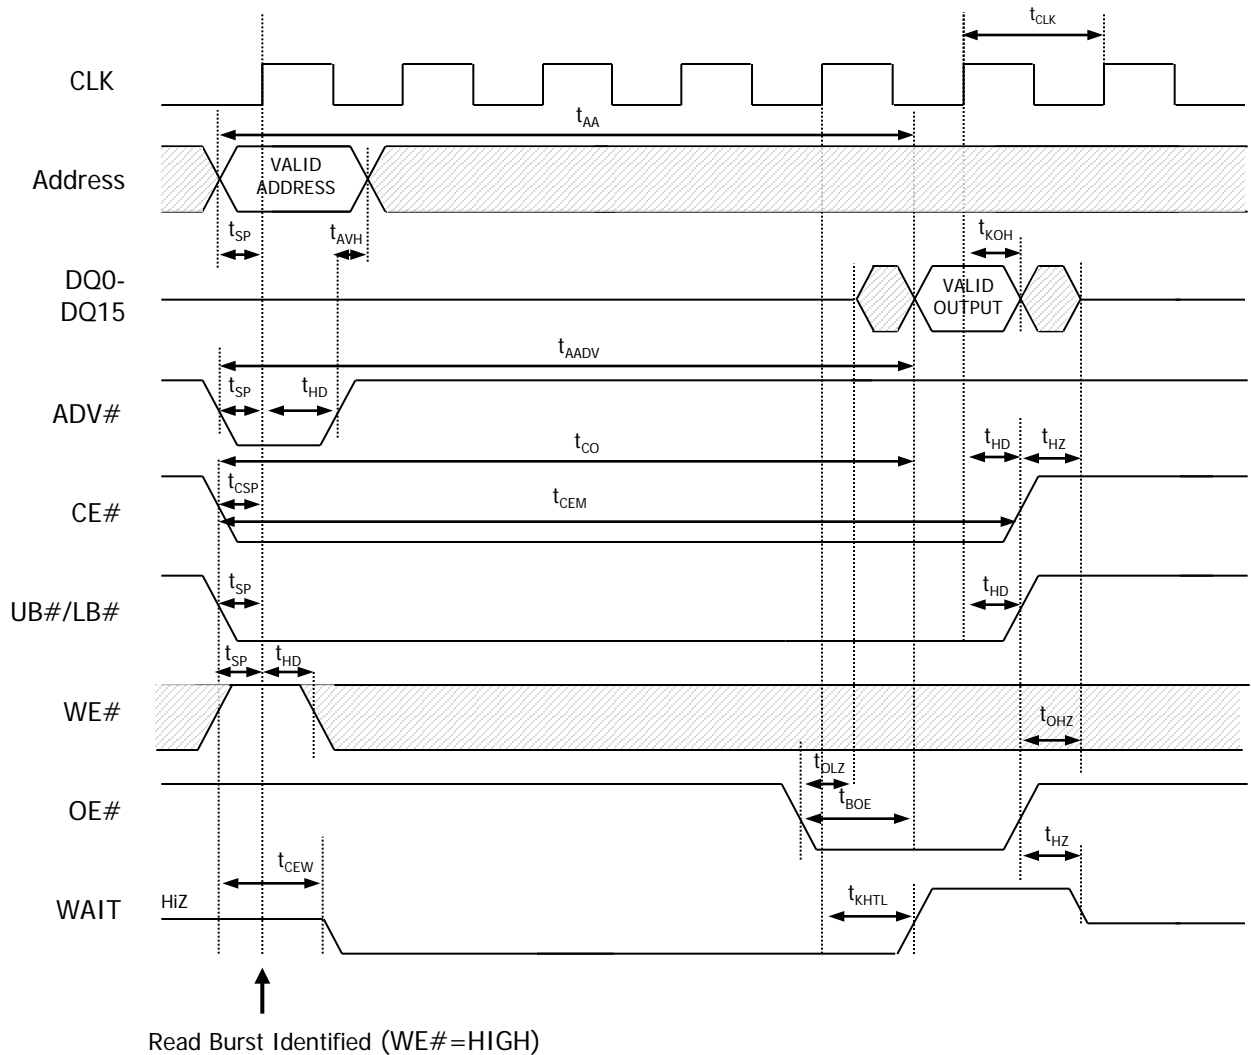 tCLK
CLK
tAA
Address
VALID
ADDRESS
tSP
tAVH
tKOH
DQ0-
DQ15
VALID
OUTPUT
tAADV
ADV#
tSP
tHD
tCO
tHD
tHZ
CE#
tCSP
tCEM
UB#/LB#
tSP
tHD
tSP
tHD
WE#
tOHZ
tOLZ
OE#
tBOE
tHZ
tCEW
WAIT
HiZ
tKHTL
Read Burst Identified (WE#=HIGH)